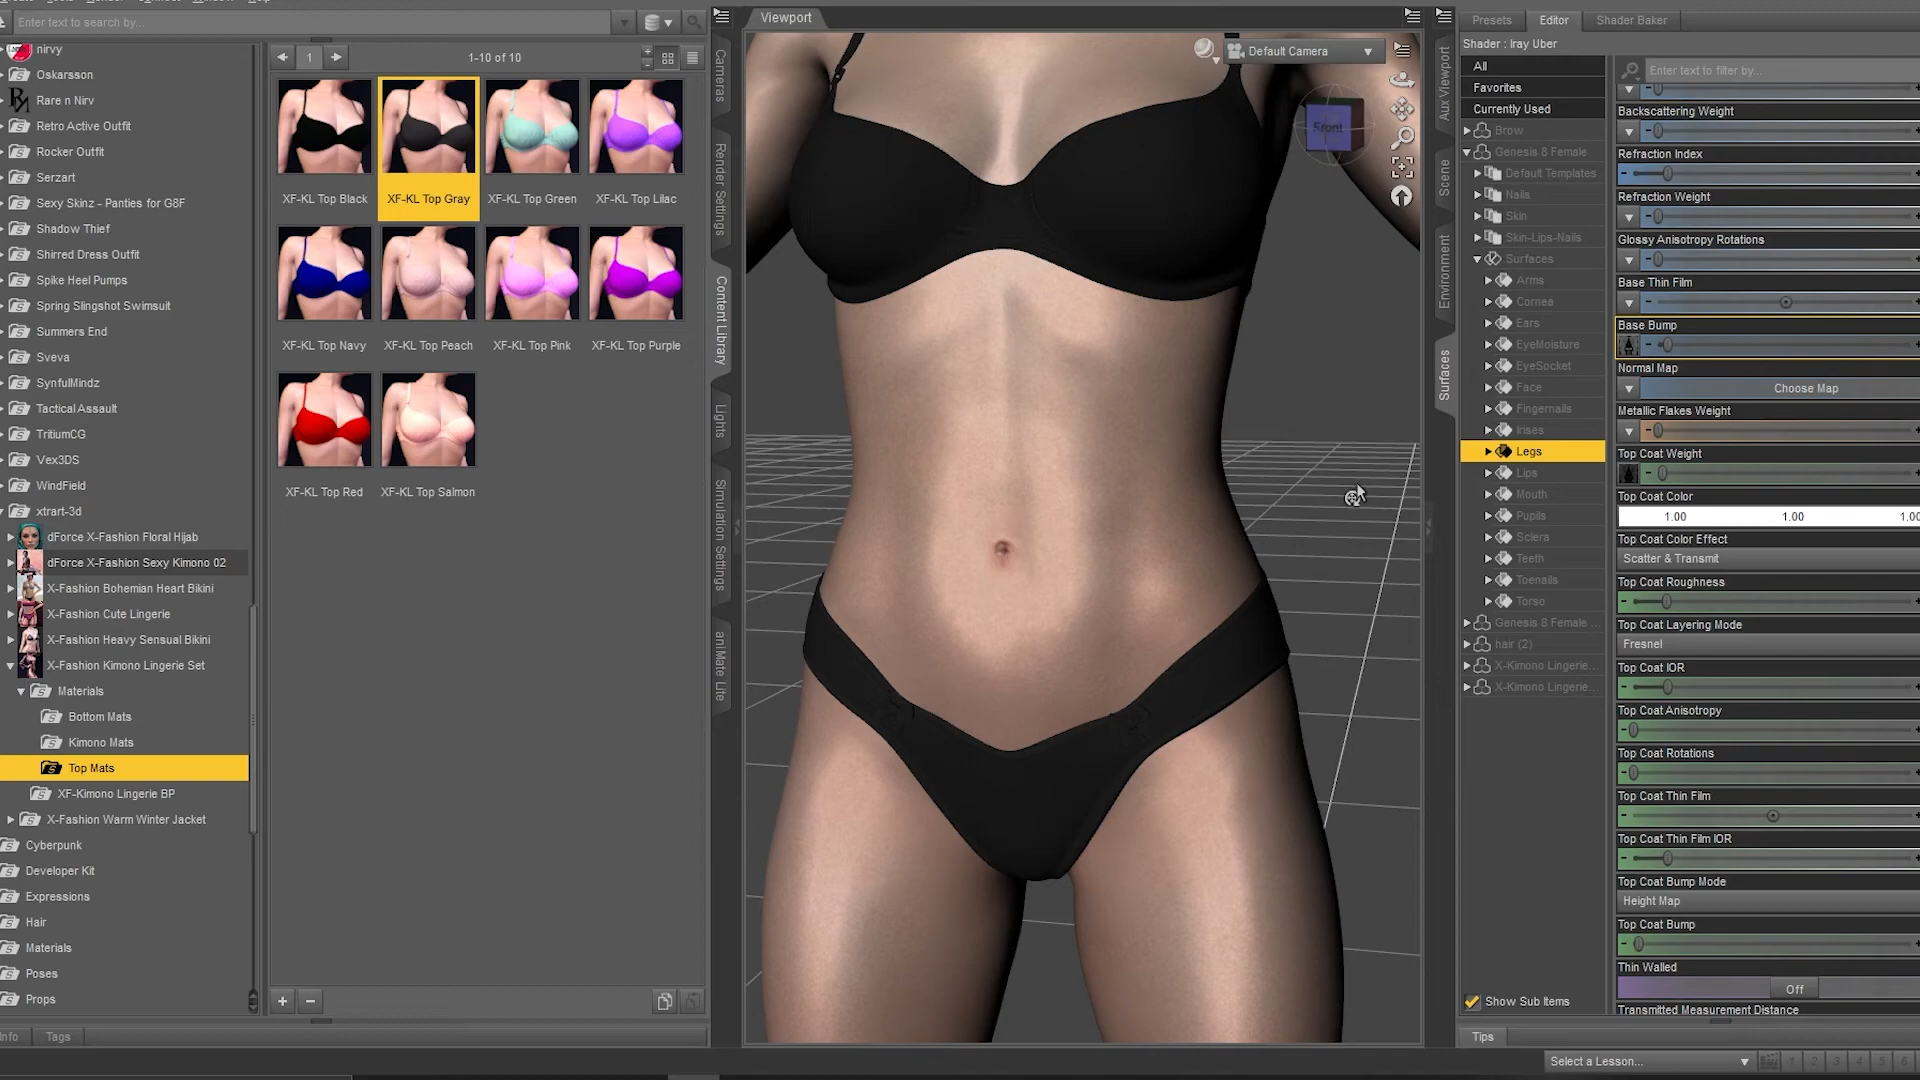 Enter text to search by...
nirvy
Oskarsson
Rare n Nirv
Retro Active Outfit
Rocker Outfit
Serzart
Sexy Skinz - Panties for G8F
Shadow Thief
Shirred Dress Outfit
Spike Heel Pumps
Spring Slingshot Swimsuit
Summers End
Sveva
SynfulMindz
Tactical Assault
TritiumCG
Vex3DS
WindField
xtrart-3d
dForce X-Fashion Floral Hijab
dForce X-Fashion Sexy Kimono 02
X-Fashion Bohemian Heart Bikini
X-Fashion Cute Lingerie
X-Fashion Heavy Sensual Bikini
X-Fashion Kimono Lingerie Set
Materials
Bottom Mats
Kimono Mats
Top Mats
XF-Kimono Lingerie BP
X-Fashion Warm Winter Jacket
Cyberpunk
Developer Kit
Expressions
Hair
Materials
Poses
Props
Info
Tags
1
1-10 of 10
XF-KL Top Black
XF-KL Top Gray
XF-KL Top Green
XF-KL Top Lilac
XF-KL Top Navy
XF-KL Top Peach
XF-KL Top Pink
XF-KL Top Purple
XF-KL Top Red
XF-KL Top Salmon
Cameras
Render Settings
Content Library
Lights
Simulation Settings
aniMate Lite
Viewport
Default Camera
Front
Aux Viewport
Scene
Environment
Surfaces
Presets
Editor
Shader Baker
Shader : Iray Uber
All
Favorites
Currently Used
Brow
Genesis 8 Female
Default Templates
Nails
Skin
Skin-Lips-Nails
Surfaces
Arms
Cornea
Ears
EyeMoisture
EyeSocket
Face
Fingernails
Irises
Legs
Lips
Mouth
Pupils
Sclera
Teeth
Toenails
Torso
Genesis 8 Female ...
hair (2)
X-Kimono Lingerie...
X-Kimono Lingerie...
Show Sub Items
Enter text to filter by...
Backscattering Weight
Refraction Index
Refraction Weight
Glossy Anisotropy Rotations
Base Thin Film
Base Bump
Normal Map
Choose Map
Metallic Flakes Weight
Top Coat Weight
Top Coat Color
1.00 1.00 1.00
Top Coat Color Effect
Scatter & Transmit
Top Coat Roughness
Top Coat Layering Mode
Fresnel
Top Coat IOR
Top Coat Anisotropy
Top Coat Rotations
Top Coat Thin Film
Top Coat Thin Film IOR
Top Coat Bump Mode
Height Map
Top Coat Bump
Thin Walled
Off
Transmitted Measurement Distance
Tips
Select a Lesson...
1 2 3 4 5 6